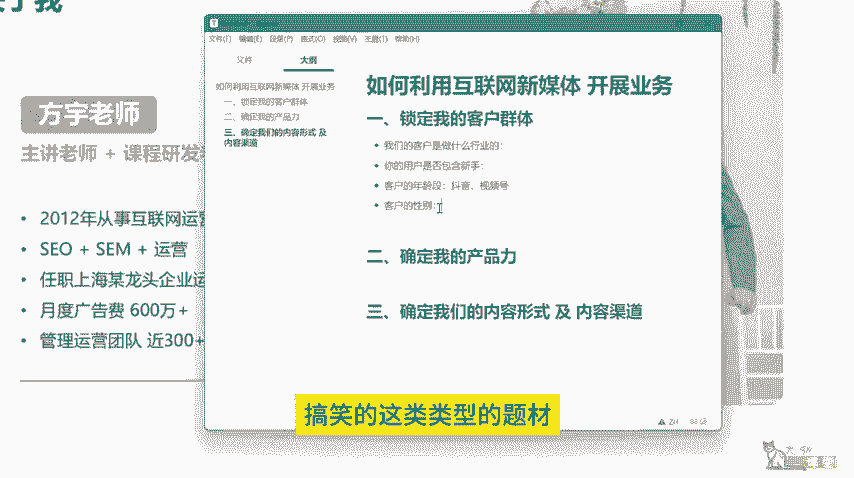 方宇老师
主讲老师 + 课程研发
2012年从事互联网运营
SEO + SEM + 运营
任职上海某龙头企业运
月度广告费 600万+
管理运营团队 近300+
文件(F) 编辑(E) 段落(P) 格式(O) 视图(V) 主题(T) 帮助(H)
文件 大纲
如何利用互联网新媒体 开展业务
一、锁定我的客户群体
二、确定我的产品力
三、确定我们的内容形式 及
内容渠道
如何利用互联网新媒体 开展业务
一、锁定我的客户群体
我们的客户是做什么行业的：
你的用户是否包含新手：
客户的年龄段：抖音、视频号
客户的性别：
二、确定我的产品力
三、确定我们的内容形式 及 内容渠道
搞笑的这类类型的题材